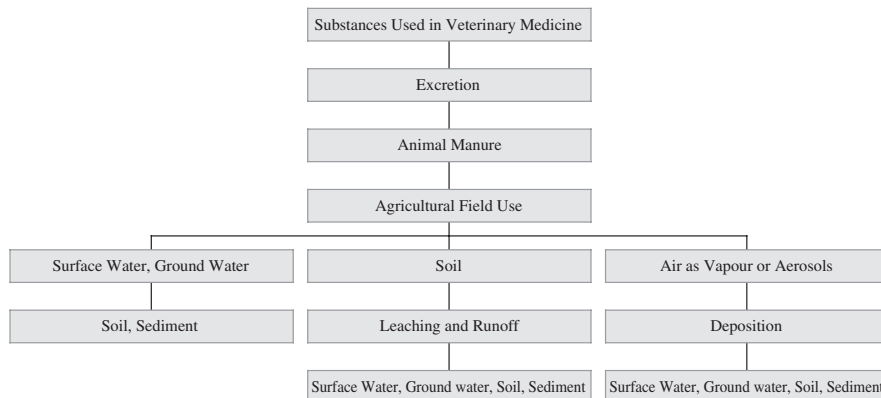 Substances Used in Veterinary Medicine
Excretion
Animal Manure
Agricultural Field Use
Surface Water, Ground Water
Soil
Air as Vapour or Aerosols
Soil, Sediment
Leaching and Runoff
Deposition
Surface Water, Ground water, Soil, Sediment
Surface Water, Ground water, Soil, Sediment